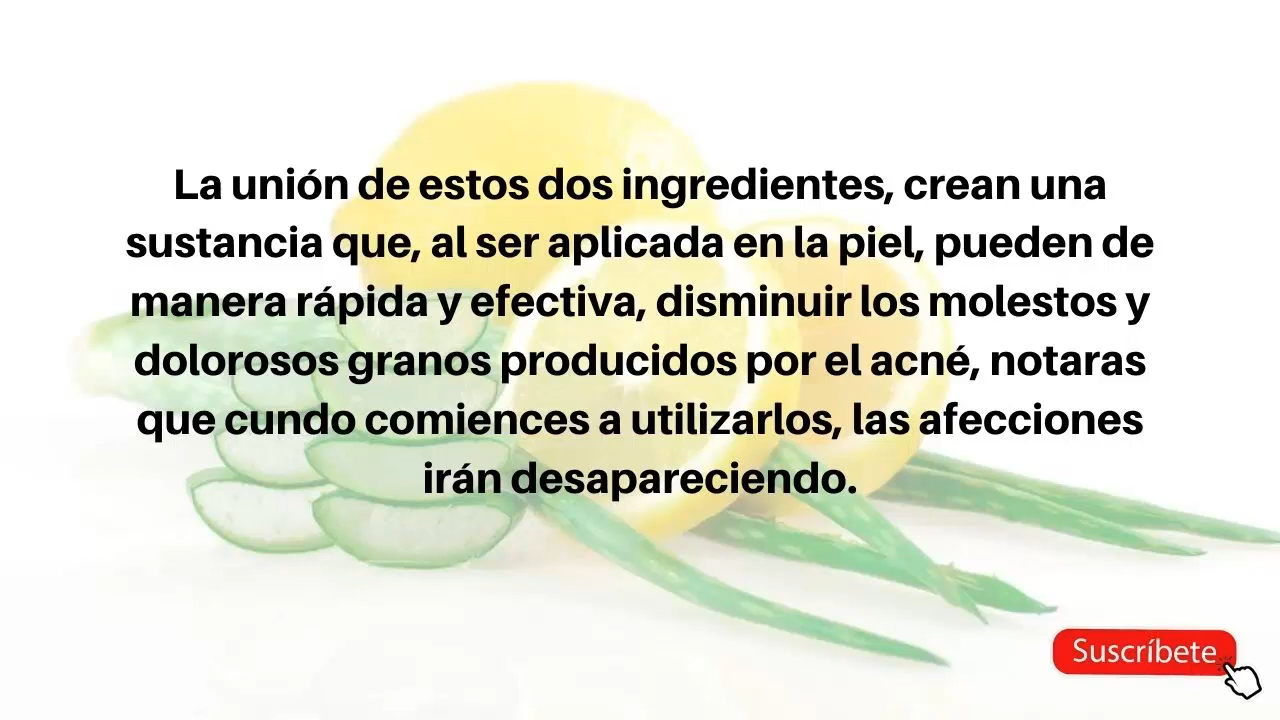 La unión de estos dos ingredientes, crean una
sustancia que, al ser aplicada en la piel, pueden de
manera rápida y efectiva, disminuir los molestos y
dolorosos granos producidos por el acné, notaras
que cundo comiences a utilizarlos, las afecciones
irán desapareciendo.
Suscríbete